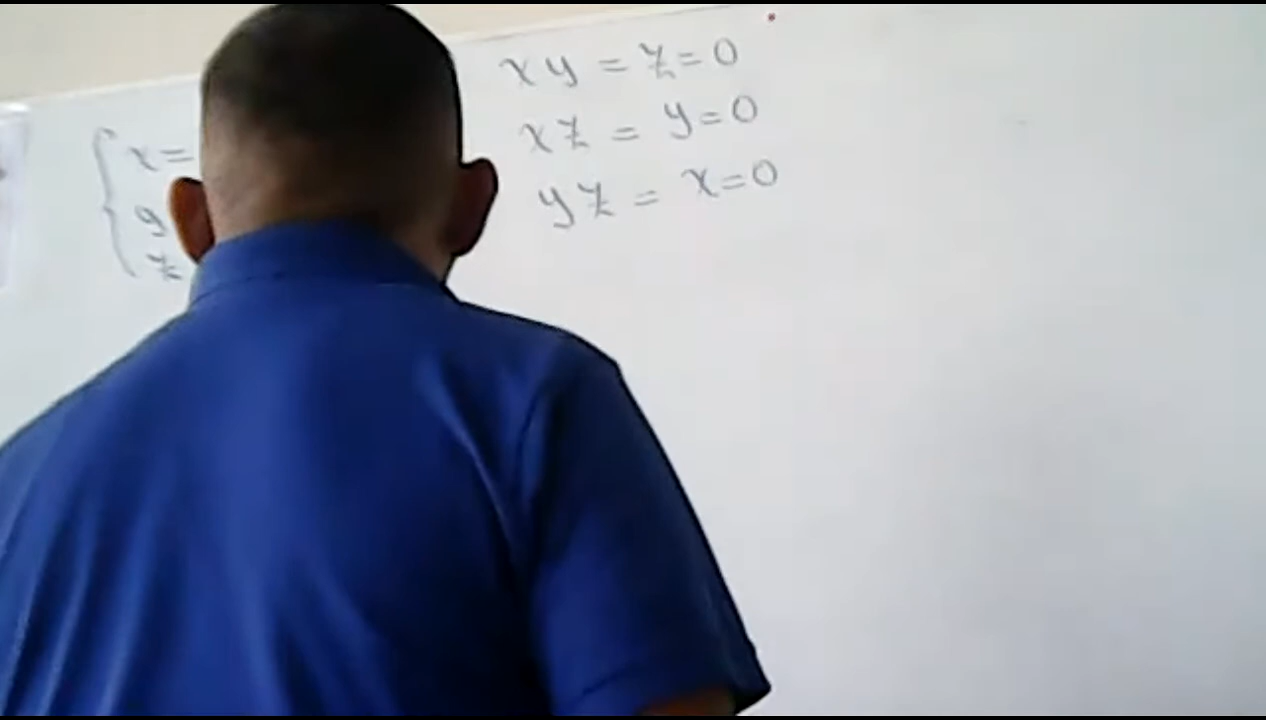 xy = z = 0
xz = y = 0
yz = x = 0
x =
y
z